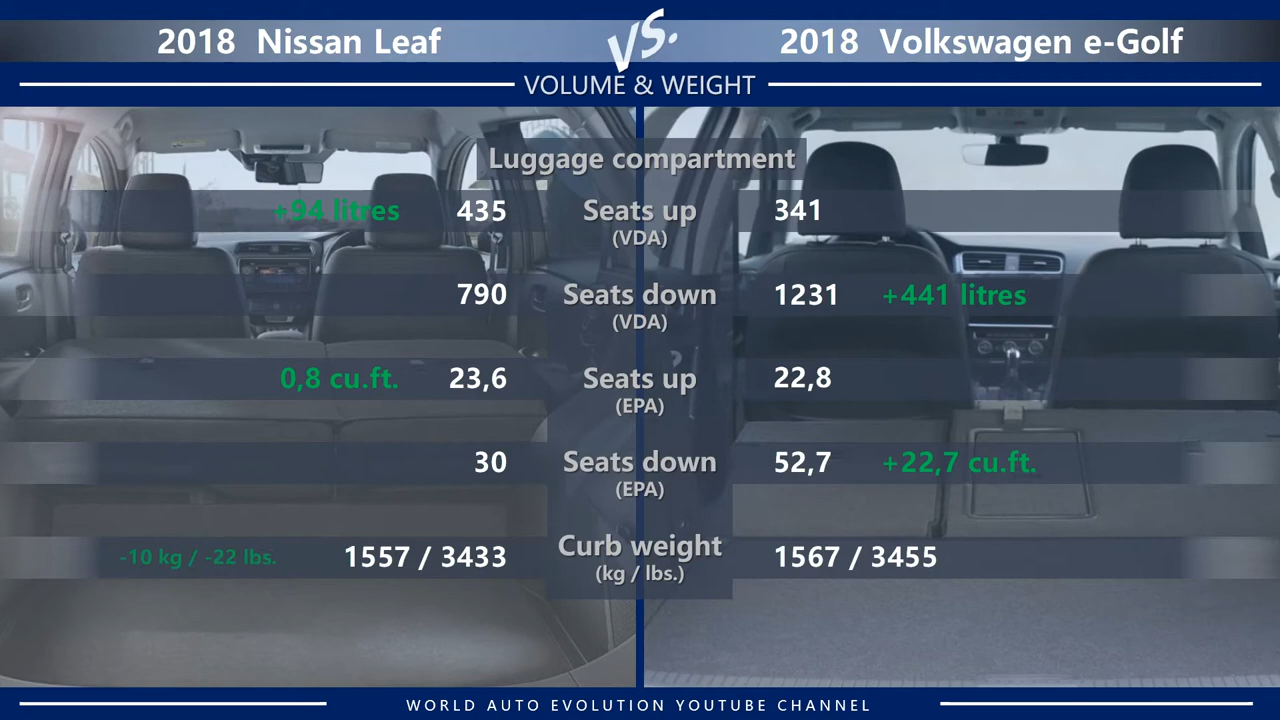 2018 Nissan Leaf VS. 2018 Volkswagen e-Golf
VOLUME & WEIGHT
Luggage compartment
+94 litres 435 Seats up 341
(VDA)
790 Seats down 1231 +441 litres
(VDA)
0,8 cu.ft. 23,6 Seats up 22,8
(EPA)
30 Seats down 52,7 +22,7 cu.ft.
(EPA)
-10 kg / -22 lbs. 1557 / 3433 Curb weight 1567 / 3455
(kg / lbs.)
WORLD AUTO EVOLUTION YOUTUBE CHANNEL